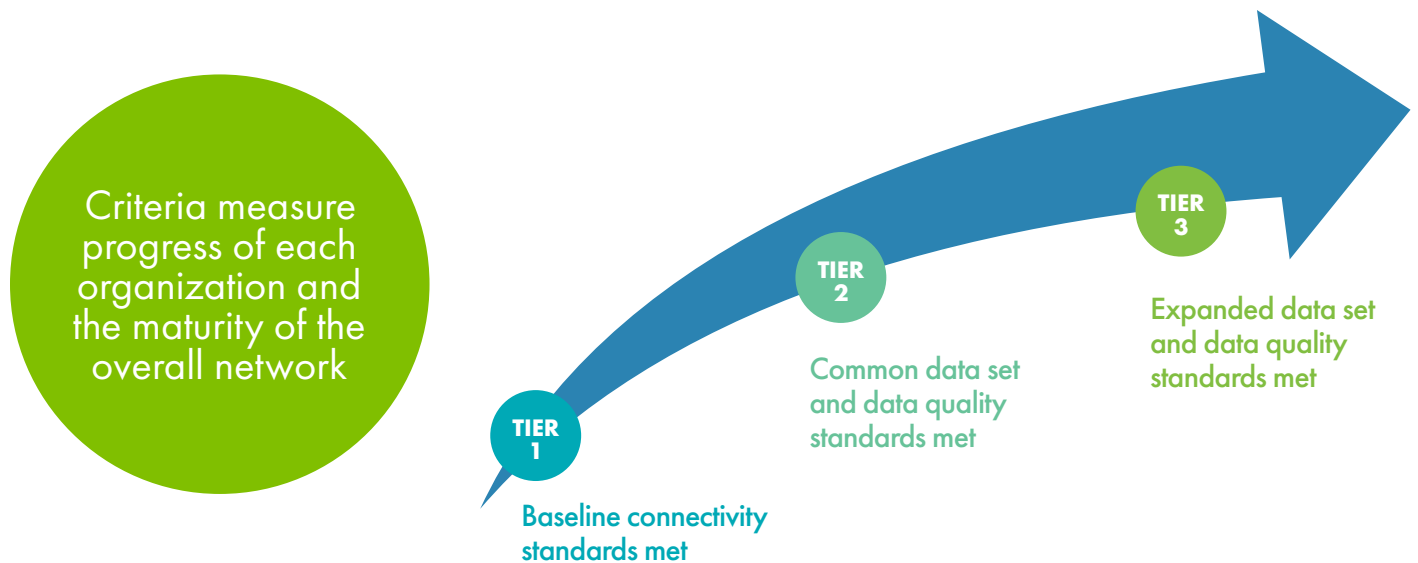 Criteria measure
progress of each
organization and
the maturity of the
overall network
TIER
1
Baseline connectivity
standards met
TIER
2
Common data set
and data quality
standards met
TIER
3
Expanded data set
and data quality
standards met